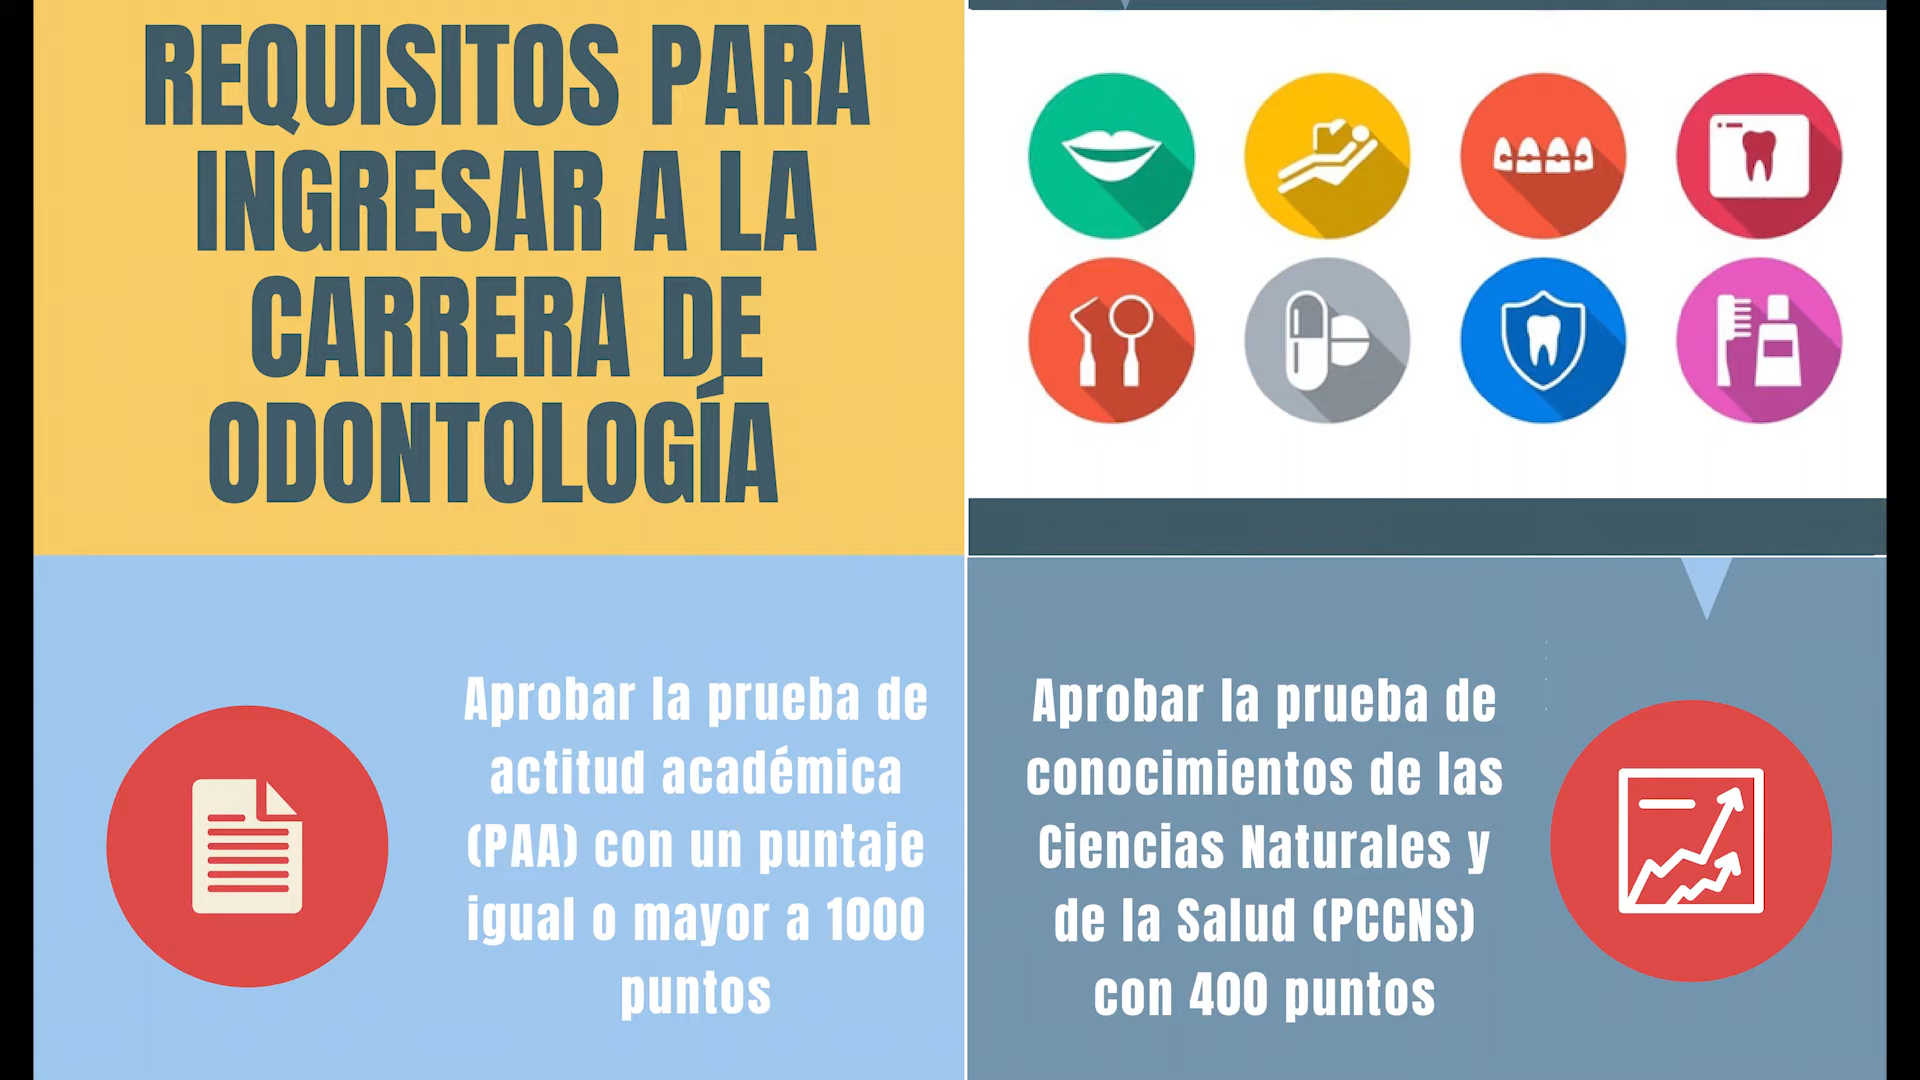 REQUISITOS PARA
INGRESAR A LA
CARRERA DE
ODONTOLOGÍA
Aprobar la prueba de
actitud académica
(PAA) con un puntaje
igual o mayor a 1000
puntos
Aprobar la prueba de
conocimientos de las
Ciencias Naturales y
de la Salud (PCCNS)
con 400 puntos